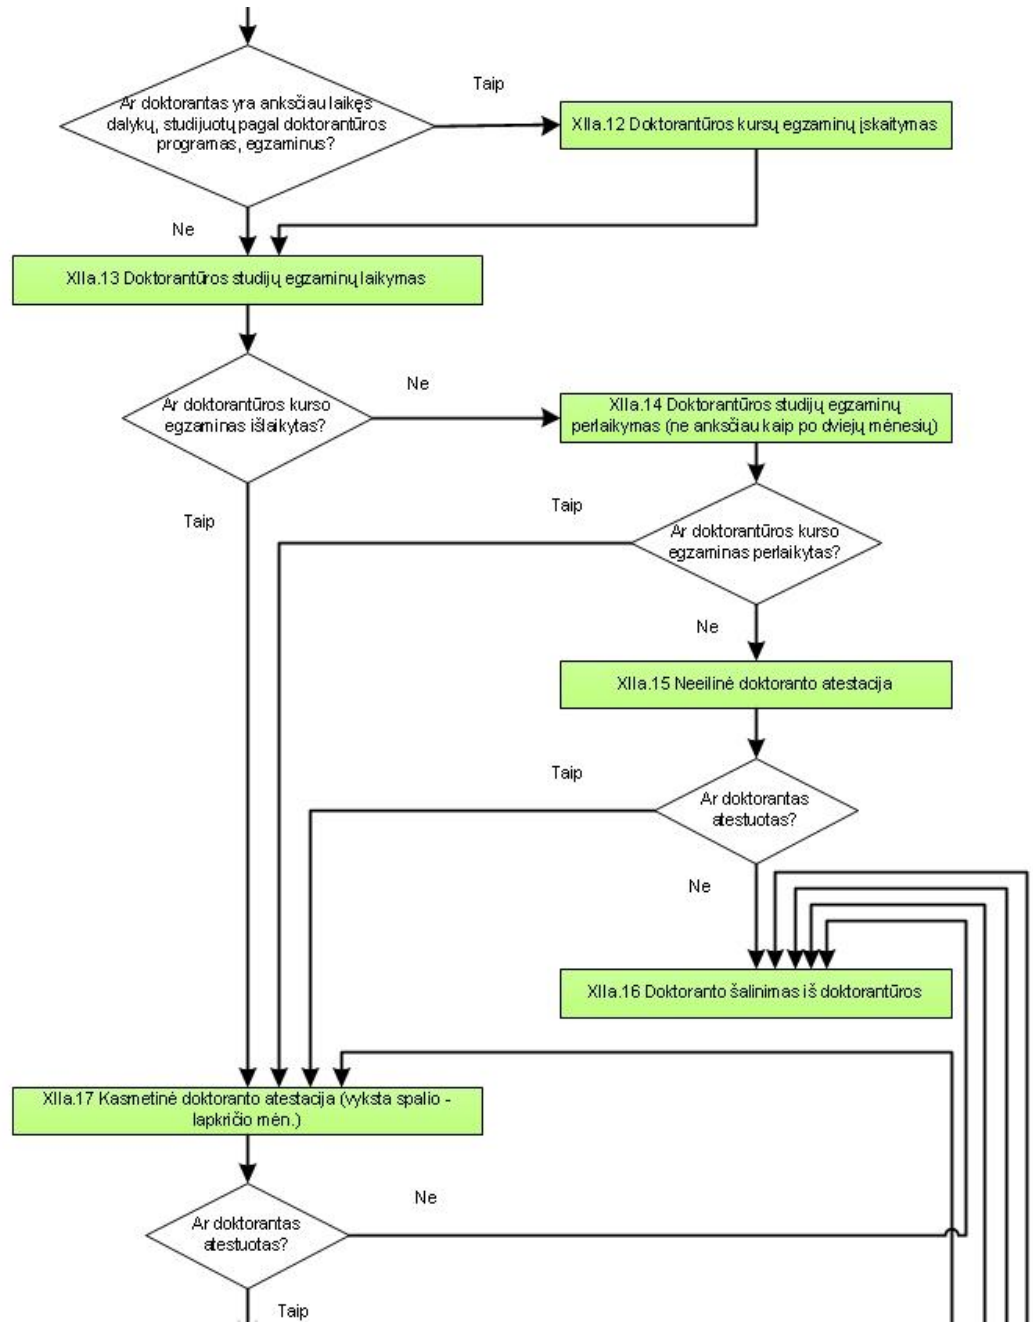 Taip
Ar doktorantas yra anksčiau laikęs
dalykų, studijuotų pagal doktorantūros
programas, egzaminus?
XIIa.12 Doktorantūros kursų egzaminų įskaitymas
Ne
XIIa.13 Doktorantūros studijų egzaminų laikymas
Ne
Ar doktorantūros kurso
egzaminas išlaikytas?
XIIa.14 Doktorantūros studijų egzaminų
perlaikymas (ne anksčiau kaip po dviejų mėnesių)
Taip
Taip
Ar doktorantūros kurso
egzaminas perlaikytas?
Ne
XIIa.15 Neeilinė doktoranto atestacija
Taip
Ar doktorantas
atestuotas?
Ne
XIIa.16 Doktoranto šalinimas iš doktorantūros
XIIa.17 Kasmetinė doktoranto atestacija (vyksta spalio -
lapkričio mėn.)
Ne
Ar doktorantas
atestuotas?
Taip